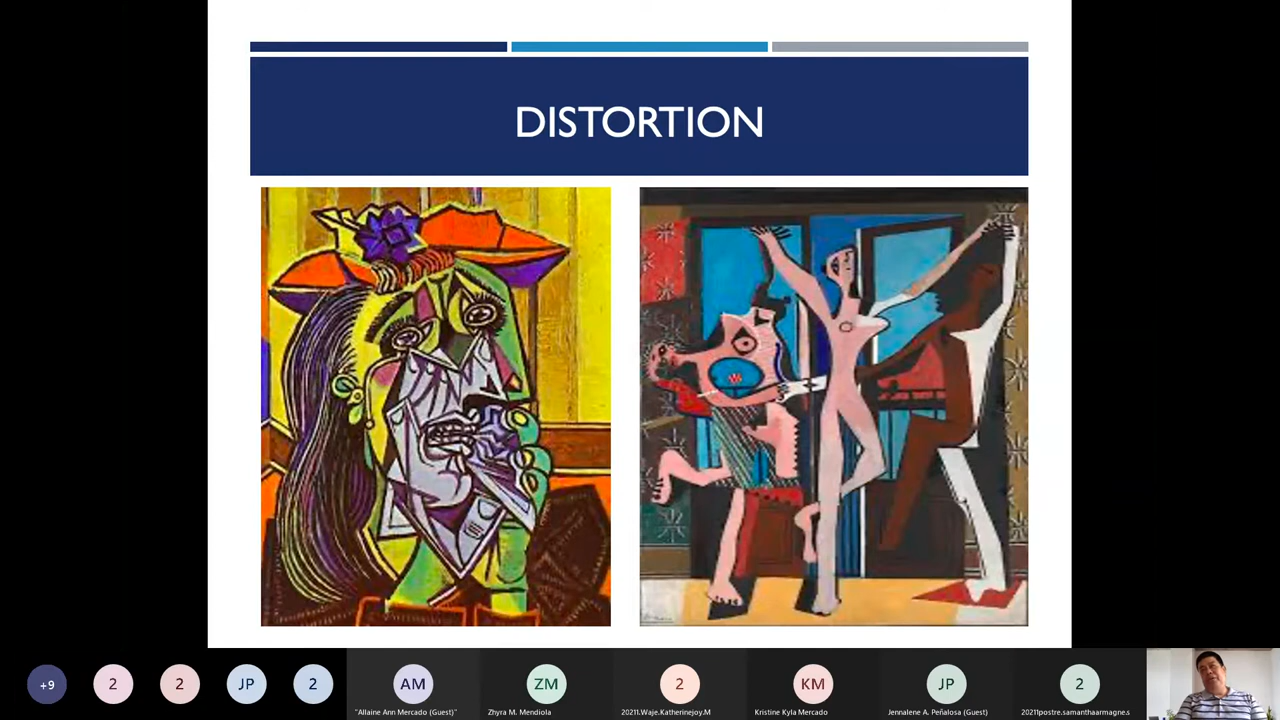 DISTORTION
+9
2
2
JP
2
AM
ZM
2
KM
JP
2
"Allaine Ann Mercado (Guest)"
Zhyra M. Mendiola
20211.Waje.Katherinejoy.M
Kristine Kyla Mercado
Jennalene A. Peñalosa (Guest)
20211postre.samanthaarmagne.s